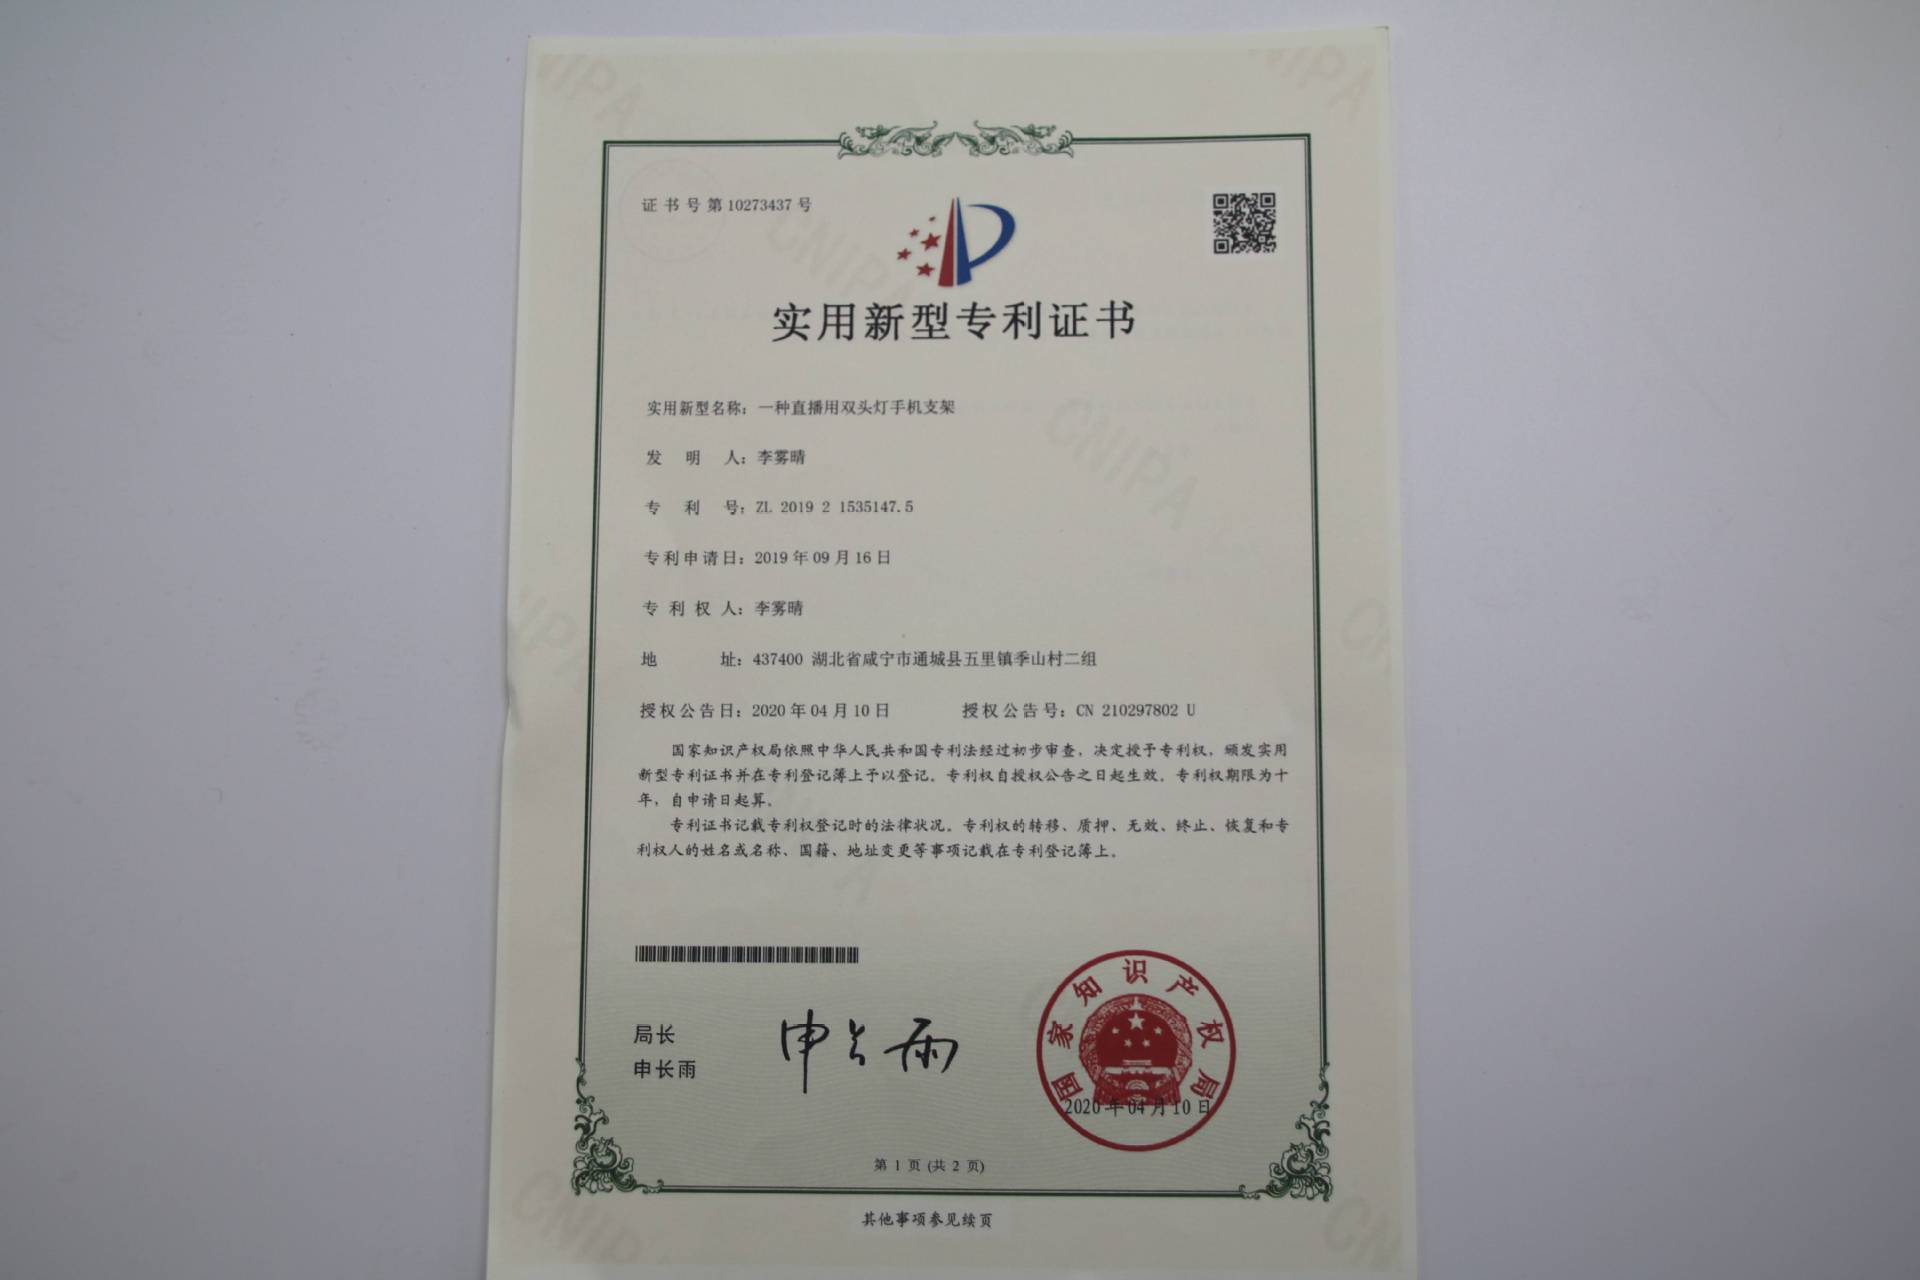 证书号第10273437号
实用新型专利证书
实用新型名称：一种直播用双头灯手机支架
发明人：李雾晴
专利号：ZL 2019 2 1535147.5
专利申请日：2019年09月16日
专利权人：李雾晴
地址：437400 湖北省咸宁市通城县五里镇季山村二组
授权公告日：2020年04月10日 授权公告号：CN 210297802 U
国家知识产权局依照中华人民共和国专利法经过初步审查，决定授予专利权，颁发实用
新型专利证书并在专利登记簿上予以登记。专利权自授权公告之日起生效。专利权期限为十
年，自申请日起算。
专利证书记载专利权登记时的法律状况。专利权的转移、质押、无效、终止、恢复和专
利权人的姓名或名称、国籍、地址变更等事项记载在专利登记簿上。
局长
申长雨
申长雨
国家知识产权局
2020年04月10日
第 1 页 (共 2 页)
其他事项参见续页
CNIPA